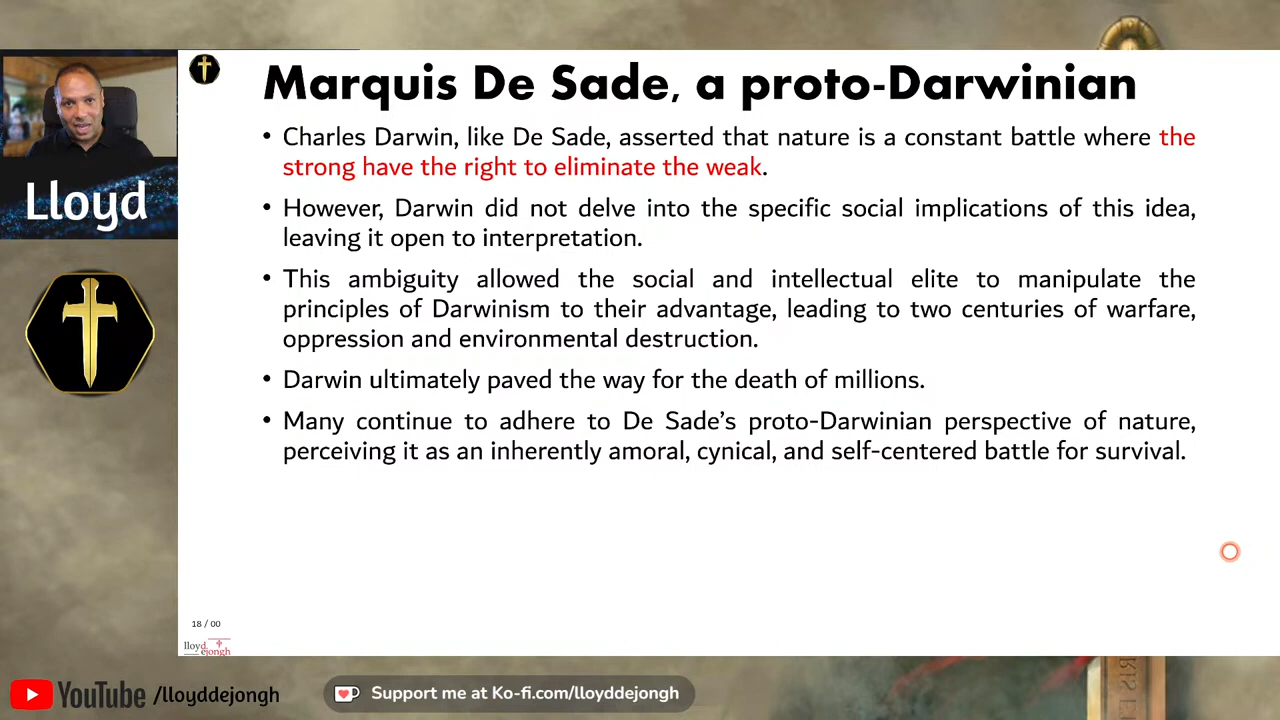 Marquis De Sade, a proto-Darwinian
• Charles Darwin, like De Sade, asserted that nature is a constant battle where the
strong have the right to eliminate the weak.
• However, Darwin did not delve into the specific social implications of this idea,
leaving it open to interpretation.
• This ambiguity allowed the social and intellectual elite to manipulate the
principles of Darwinism to their advantage, leading to two centuries of warfare,
oppression and environmental destruction.
• Darwin ultimately paved the way for the death of millions.
• Many continue to adhere to De Sade’s proto-Darwinian perspective of nature,
perceiving it as an inherently amoral, cynical, and self-centered battle for survival.
Lloyd
18 / 00
lloyd
ejongh
YouTube /lloyddejongh
Support me at Ko-fi.com/lloyddejongh